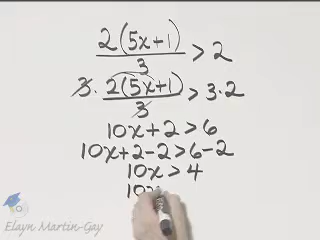 2(5x+1)/3 > 2
3 · 2(5x+1)/3 > 3·2
10x+2 > 6
10x+2-2 > 6-2
10x > 4
10x
Elayn Martin-Gay